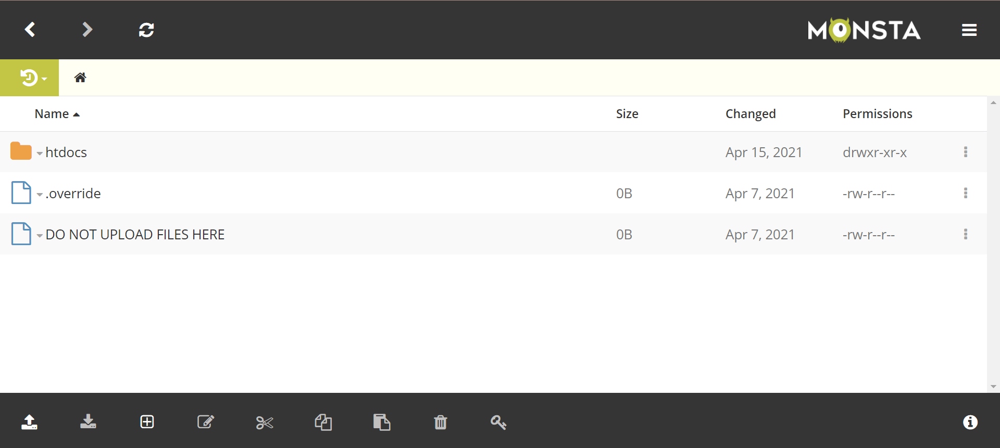 MONSTA
Name Size Changed Permissions
htdocs Apr 15, 2021 drwxr-xr-x
.override 0B Apr 7, 2021 -rw-r--r--
DO NOT UPLOAD FILES HERE 0B Apr 7, 2021 -rw-r--r--